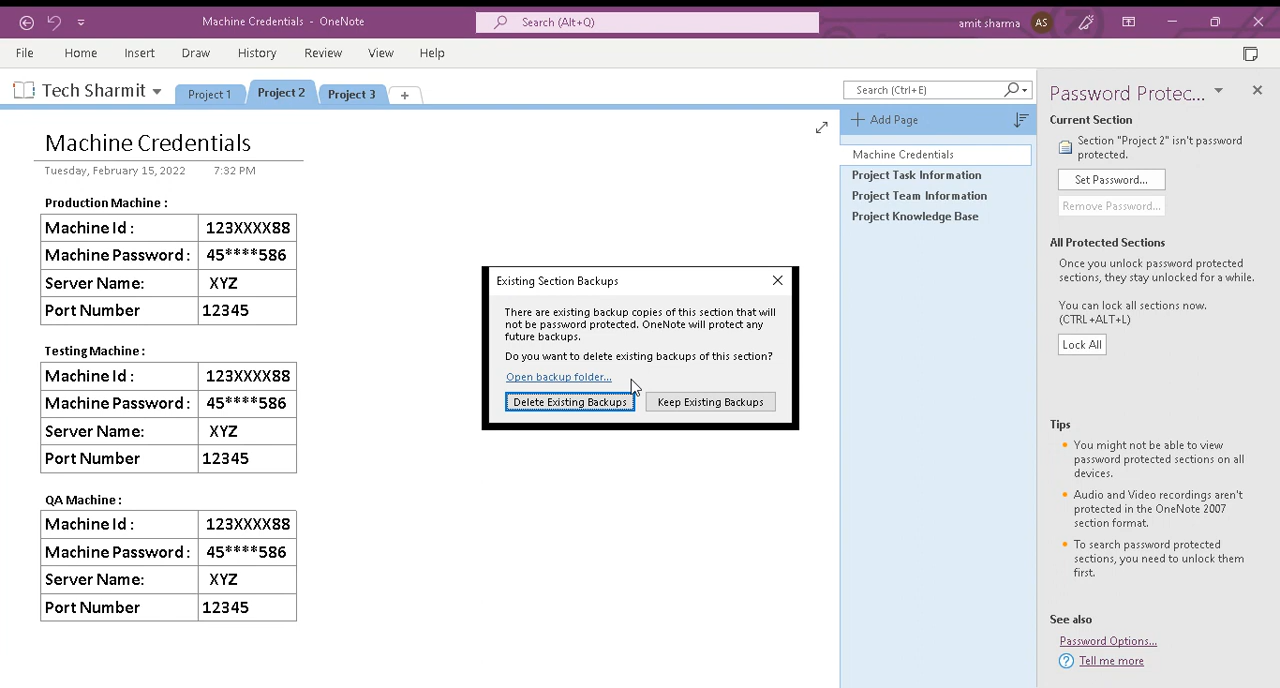 Machine Credentials - OneNote
Search (Alt+Q)
amit sharma
AS
File Home Insert Draw History Review View Help
Tech Sharmit
Project 1
Project 2
Project 3
+
Machine Credentials
Tuesday, February 15, 2022 7:32 PM
Production Machine :
Machine Id : 123XXXX88
Machine Password : 45****586
Server Name: XYZ
Port Number 12345
Testing Machine :
Machine Id : 123XXXX88
Machine Password : 45****586
Server Name: XYZ
Port Number 12345
QA Machine :
Machine Id : 123XXXX88
Machine Password : 45****586
Server Name: XYZ
Port Number 12345
Existing Section Backups
There are existing backup copies of this section that will
not be password protected. OneNote will protect any
future backups.
Do you want to delete existing backups of this section?
Open backup folder...
Delete Existing Backups
Keep Existing Backups
Search (Ctrl+E)
Add Page
Machine Credentials
Project Task Information
Project Team Information
Project Knowledge Base
Password Protec...
Current Section
Section "Project 2" isn't password
protected.
Set Password...
Remove Password...
All Protected Sections
Once you unlock password protected
sections, they stay unlocked for a while.
You can lock all sections now.
(CTRL+ALT+L)
Lock All
Tips
You might not be able to view
password protected sections on all
devices.
Audio and Video recordings aren't
protected in the OneNote 2007
section format.
To search password protected
sections, you need to unlock them
first.
See also
Password Options...
Tell me more